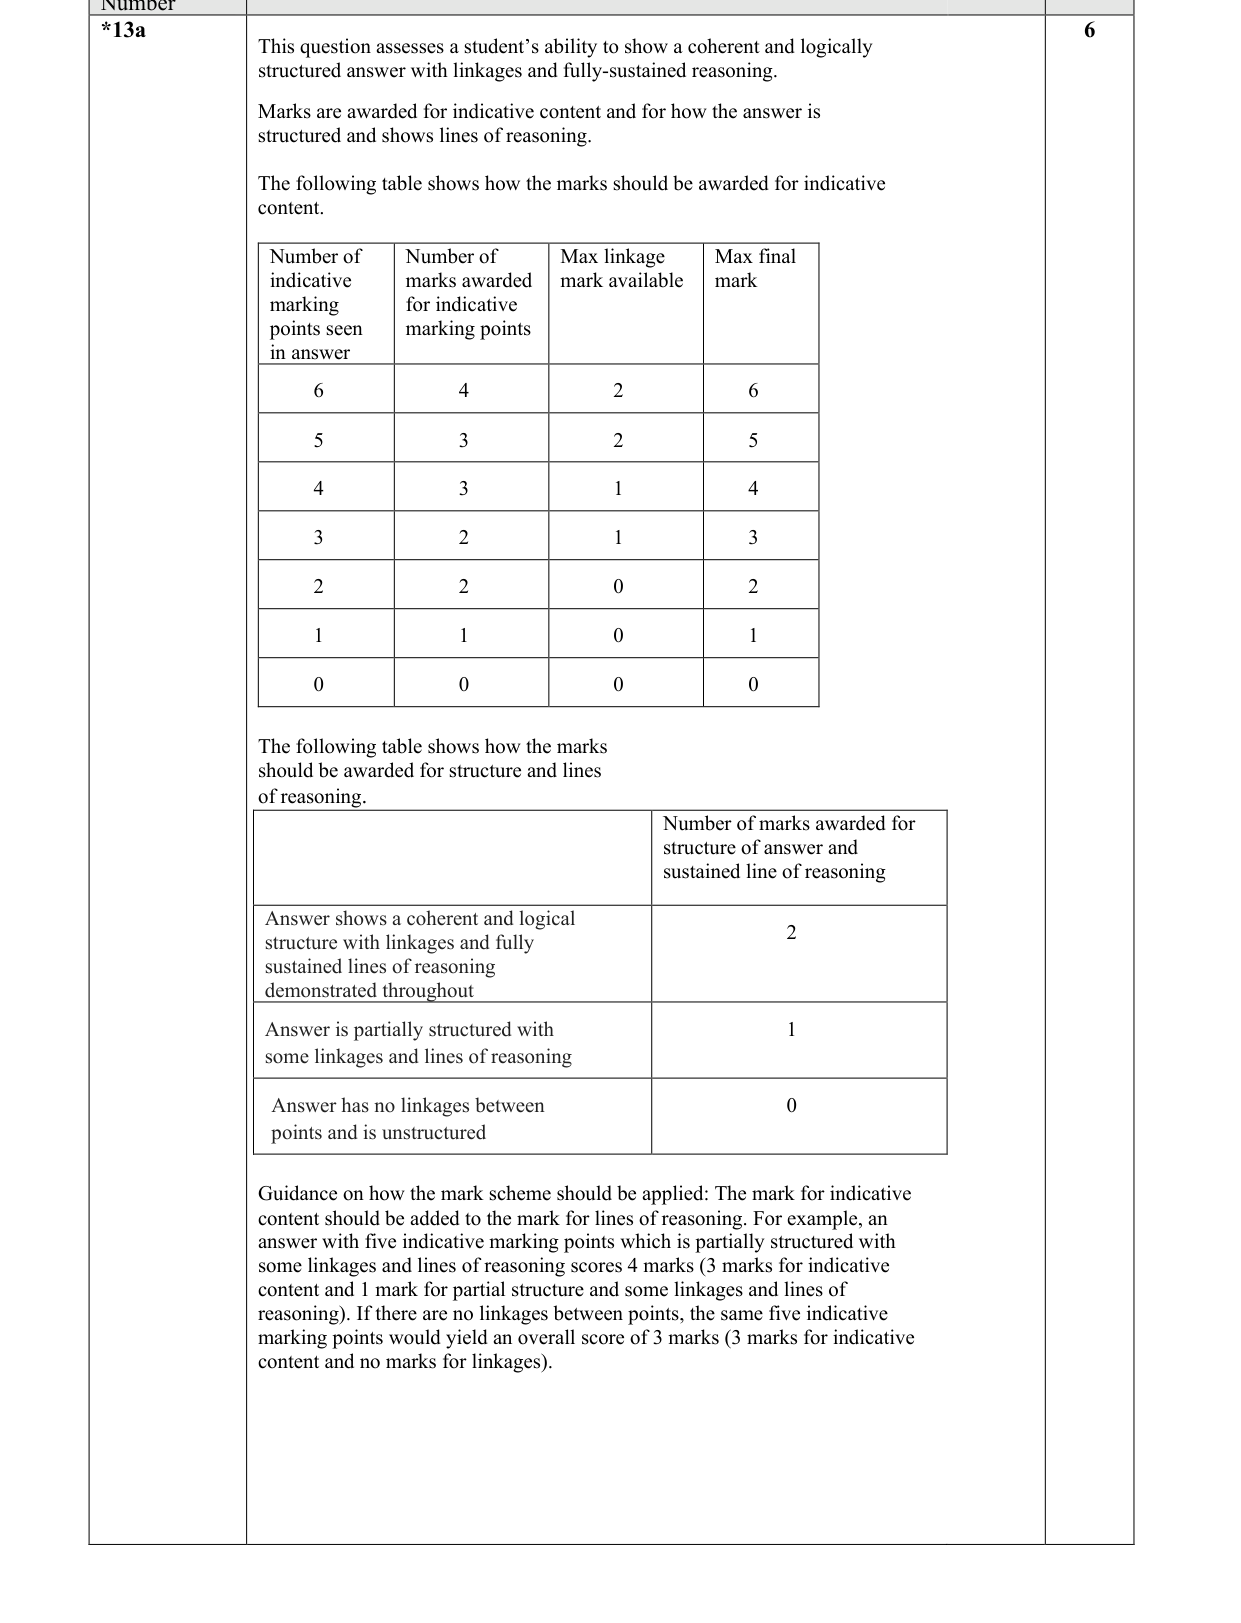 Number
*13a
6
This question assesses a student’s ability to show a coherent and logically
structured answer with linkages and fully-sustained reasoning.
Marks are awarded for indicative content and for how the answer is
structured and shows lines of reasoning.
The following table shows how the marks should be awarded for indicative
content.
Number of
indicative
marking
points seen
in answer
Number of
marks awarded
for indicative
marking points
Max linkage
mark available
Max final
mark
6 4 2 6
5 3 2 5
4 3 1 4
3 2 1 3
2 2 0 2
1 1 0 1
0 0 0 0
The following table shows how the marks
should be awarded for structure and lines
of reasoning.
Number of marks awarded for
structure of answer and
sustained line of reasoning
Answer shows a coherent and logical
structure with linkages and fully
sustained lines of reasoning
demonstrated throughout
2
Answer is partially structured with
some linkages and lines of reasoning
1
Answer has no linkages between
points and is unstructured
0
Guidance on how the mark scheme should be applied: The mark for indicative
content should be added to the mark for lines of reasoning. For example, an
answer with five indicative marking points which is partially structured with
some linkages and lines of reasoning scores 4 marks (3 marks for indicative
content and 1 mark for partial structure and some linkages and lines of
reasoning). If there are no linkages between points, the same five indicative
marking points would yield an overall score of 3 marks (3 marks for indicative
content and no marks for linkages).